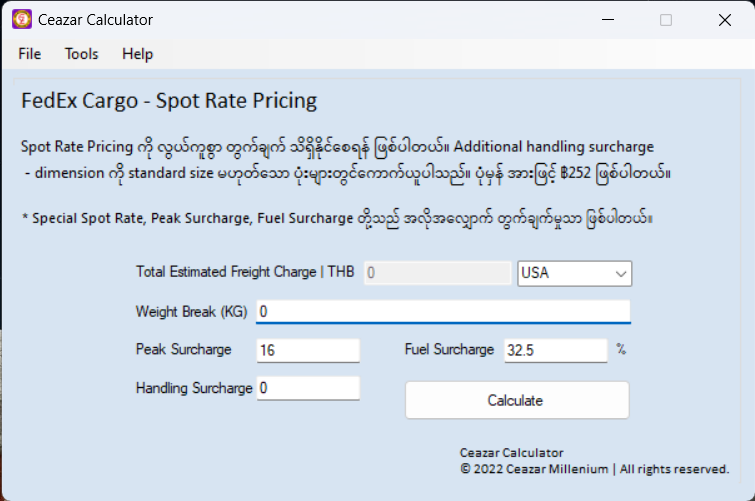 Ceazar Calculator
File Tools Help
FedEx Cargo - Spot Rate Pricing
Spot Rate Pricing ကို လွယ်ကူစွာ တွက်ချက် သိရှိနိုင်စေရန် ဖြစ်ပါတယ်။ Additional handling surcharge
- dimension ကို standard size မဟုတ်သော ပုံးများတွင်ကောက်ယူပါသည်။ ပုံမှန် အားဖြင့် ฿252 ဖြစ်ပါတယ်။
* Special Spot Rate, Peak Surcharge, Fuel Surcharge တို့သည် အလိုအလျှောက် တွက်ချက်မှုသာ ဖြစ်ပါတယ်။
Total Estimated Freight Charge | THB 0 USA
Weight Break (KG) 0
Peak Surcharge 16 Fuel Surcharge 32.5 %
Handling Surcharge 0 Calculate
Ceazar Calculator
© 2022 Ceazar Millenium | All rights reserved.